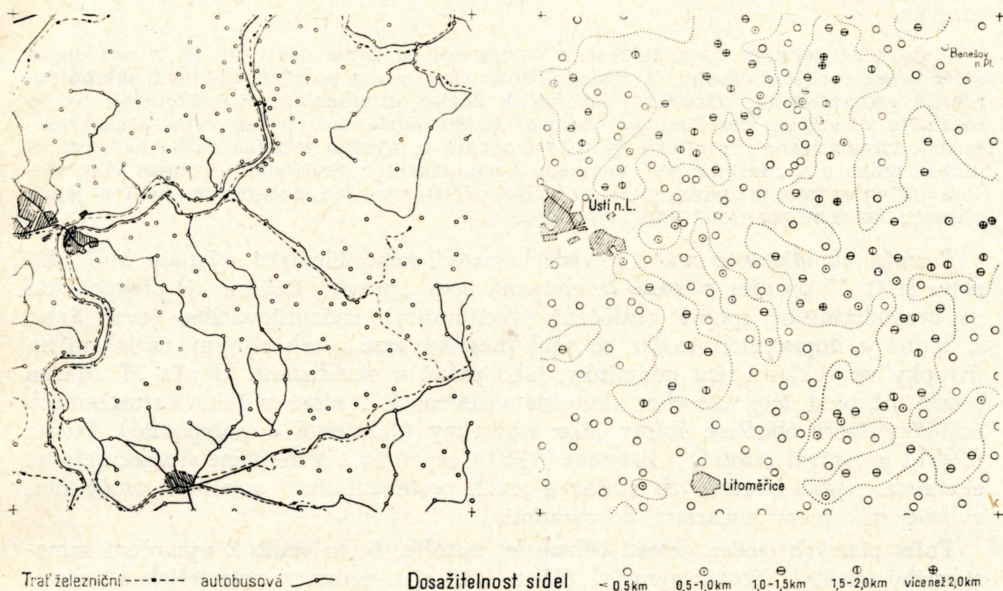 Benešov
n. Pl.
Ústí n.L.
Litoměřice
Trať železniční autobusová Dosažitelnost sídel < 0.5km 0.5-1.0km 1.0-1,5km 1,5-2,0km více než 2.0km